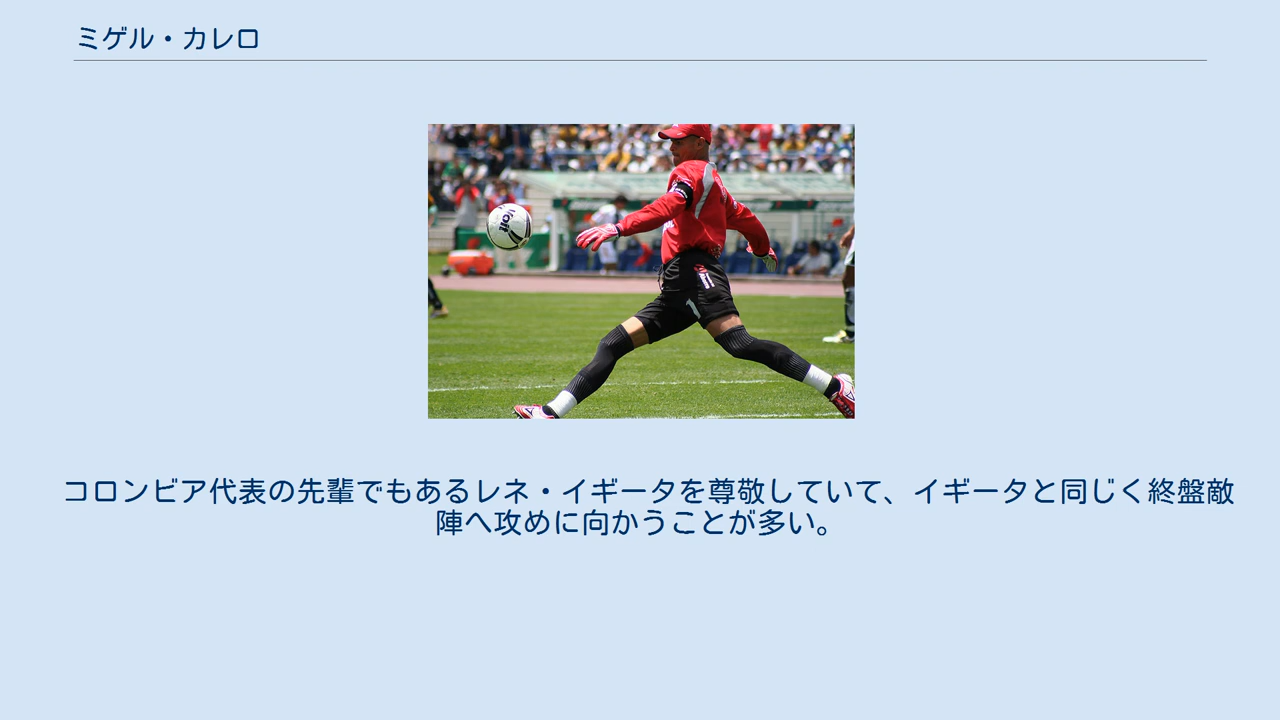 ミゲル・カレロ
Voit
1
コロンビア代表の先輩でもあるレネ・イギータを尊敬していて、イギータと同じく終盤敵
陣へ攻めに向かうことが多い。